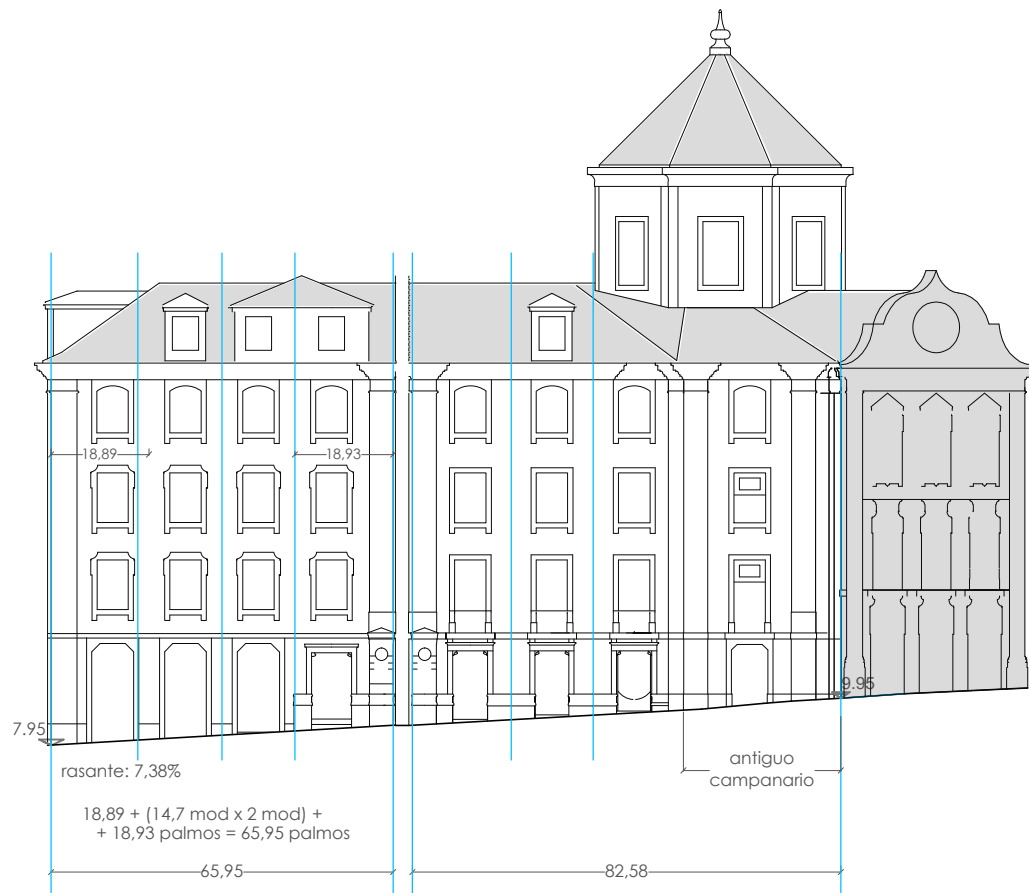 18,89
18,93
9.95
7.95
rasante: 7,38%
antiguo
campanario
18,89 + (14,7 mod x 2 mod) +
+ 18,93 palmos = 65,95 palmos
65,95
82,58